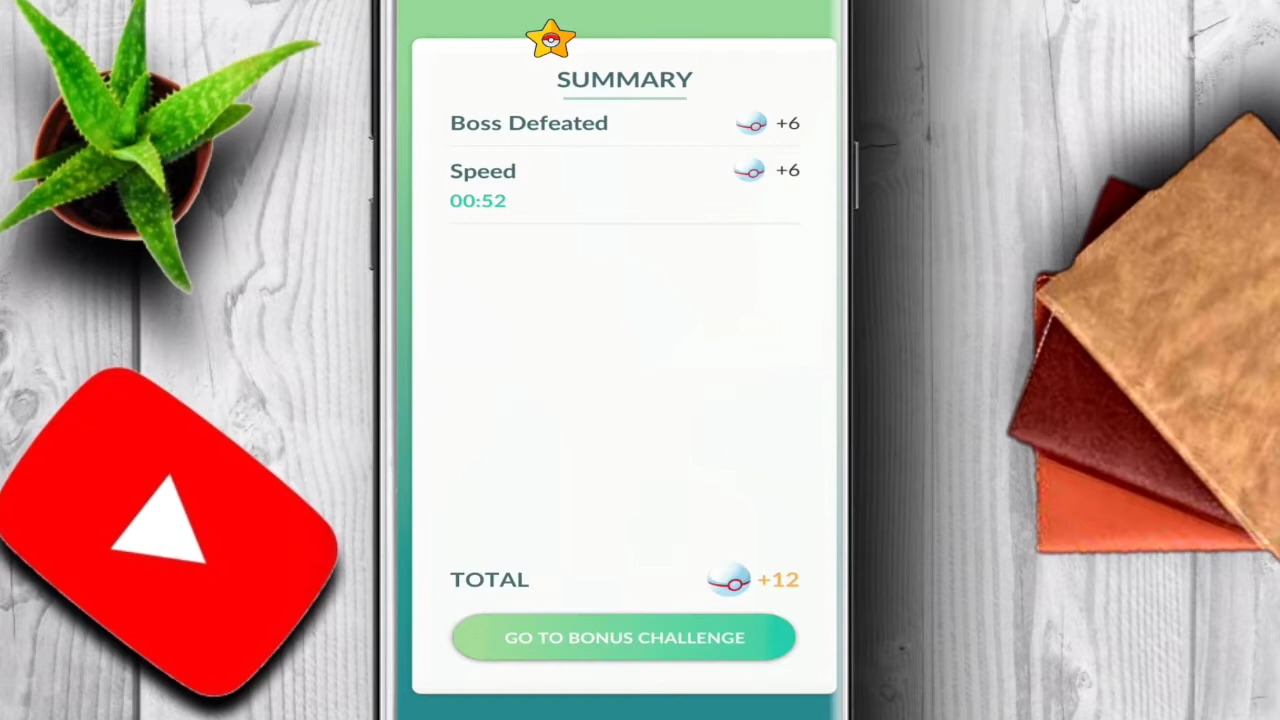 SUMMARY
Boss Defeated +6
Speed +6
00:52
TOTAL +12
GO TO BONUS CHALLENGE